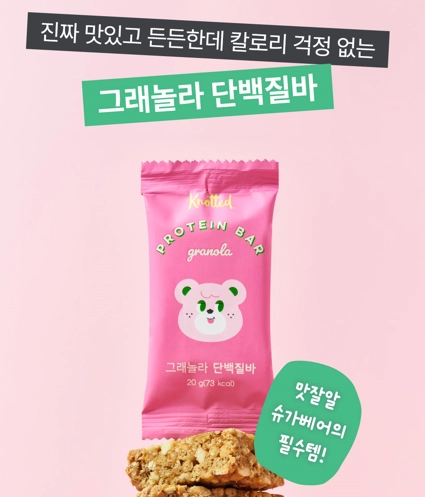 진짜 맛있고 든든한데 칼로리 걱정 없는
그래놀라 단백질바
Knotted
PROTEIN BAR
granola
그래놀라 단백질바
20 g(73 kcal)
맛잘알
슈가베어의
필수템!